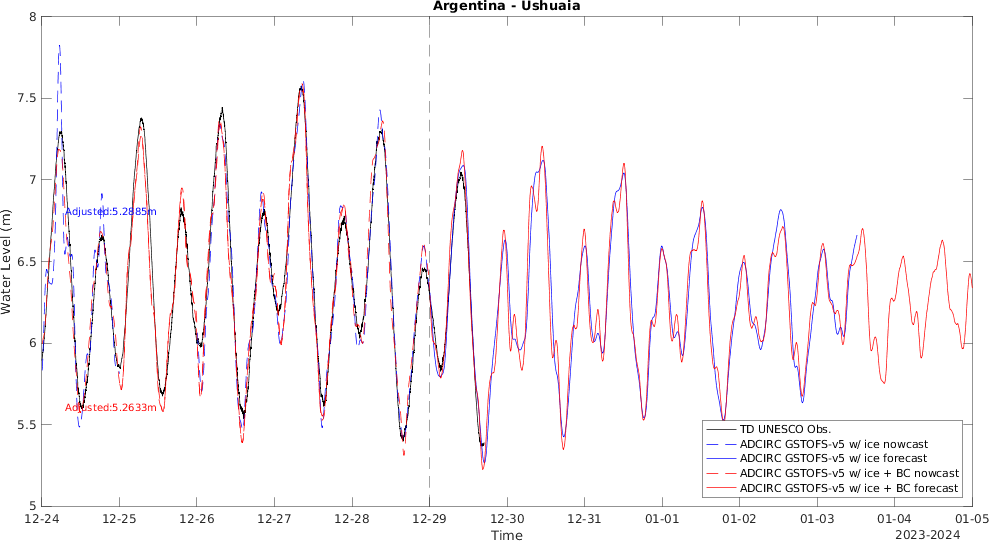 Argentina - Ushuaia
8
7.5
7
6.5
6
5.5
5
Water Level (m)
Adjusted:5.2885m
Adjusted:5.2633m
TD UNESCO Obs.
ADCIRC GSTOFS-v5 w/ ice nowcast
ADCIRC GSTOFS-v5 w/ ice forecast
ADCIRC GSTOFS-v5 w/ ice + BC nowcast
ADCIRC GSTOFS-v5 w/ ice + BC forecast
12-24 12-25 12-26 12-27 12-28 12-29 12-30 12-31 01-01 01-02 01-03 01-04 01-05
Time
2023-2024